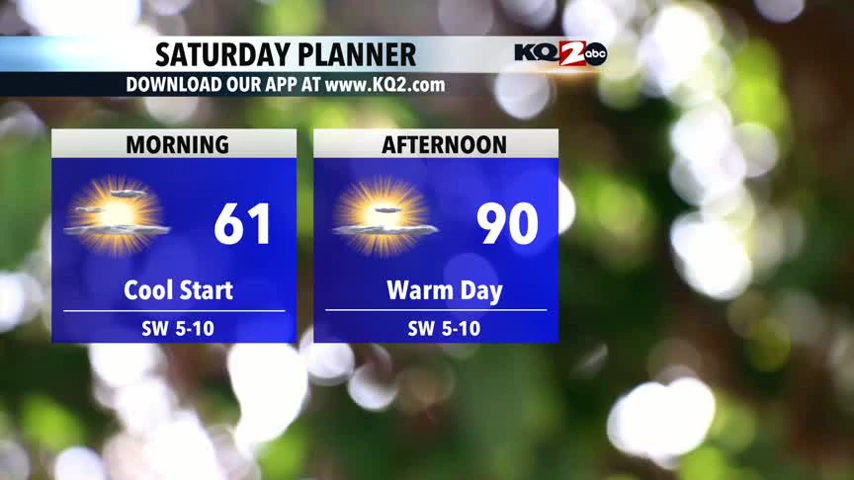 SATURDAY PLANNER
KQ2 abc
DOWNLOAD OUR APP AT www.KQ2.com
MORNING
61
Cool Start
SW 5-10
AFTERNOON
90
Warm Day
SW 5-10